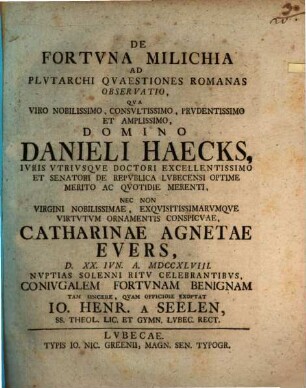 DE
FORTVNA MILICHIA
AD
PLVTARCHI QVAESTIONES ROMANAS
OBSERVATIO,
QVA
VIRO NOBILISSIMO, CONSVLTISSIMO, PRVDENTISSIMO
ET AMPLISSIMO,
DOMINO
DANIELI HAECKS,
IVRIS VTRIVSQVE DOCTORI EXCELLENTISSIMO
ET SENATORI DE REPVBLICA LVBECENSI OPTIME
MERITO AC QVOTIDIE MERENTI,
NEC NON
VIRGINI NOBILISSIMAE, EXQVISITISSIMARVMQVE
VIRTVTVM ORNAMENTIS CONSPICVAE,
CATHARINAE AGNETAE
EVERS,
D. XX. IVN. A. MDCCXLVIII.
NVPTIAS SOLENNI RITV CELEBRANTIBVS,
CONIVGALEM FORTVNAM BENIGNAM
TAM SINCERE, QVAM OFFICIOSE EXOPTAT
IO. HENR. A SEELEN,
SS. THEOL. LIC. ET GYMN. LVBEC. RECT.
LVBECAE.
TYPIS IO. NIC. GREENII, MAGN. SEN. TYPOGR.